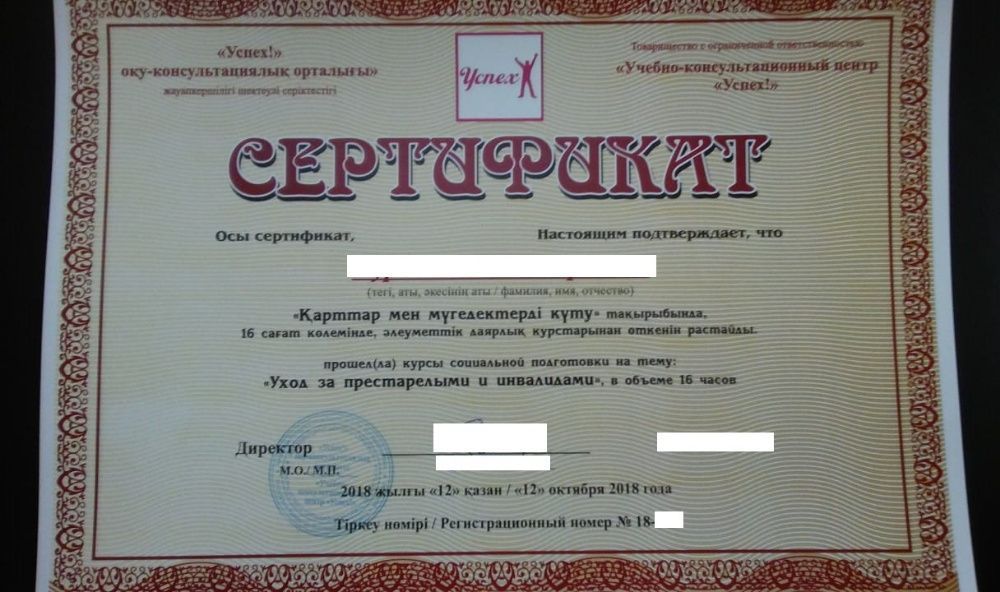 «Успех!»
оқу-консультациялық орталығы»
жауапкершілігі шектеулі серіктестігі
Успех
Товарищество с ограниченной ответственностью
«Учебно-консультационный центр
«Успех!»
СЕРТИФИКАТ
Осы сертификат,
Настоящим подтверждает, что
(тегі, аты, әкесінің аты / фамилия, имя, отчество)
«Қарттар мен мүгедектерді күту» тақырыбында,
16 сағат көлемінде, әлеуметтік даярлық курстарынан өткенін растайды.
прошел(ла) курсы социальной подготовки на тему:
«Уход за престарелыми и инвалидами», в объеме 16 часов
Директор
М.О./ М.П.
2018 жылғы «12» қазан / «12» октября 2018 года
Тіркеу нөмірі / Регистрационный номер № 18-